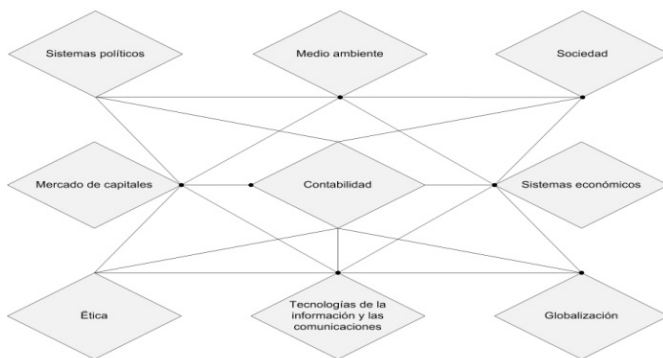 Sistemas políticos
Medio ambiente
Sociedad
Mercado de capitales
Contabilidad
Sistemas económicos
Ética
Tecnologías de la
información y las
comunicaciones
Globalización